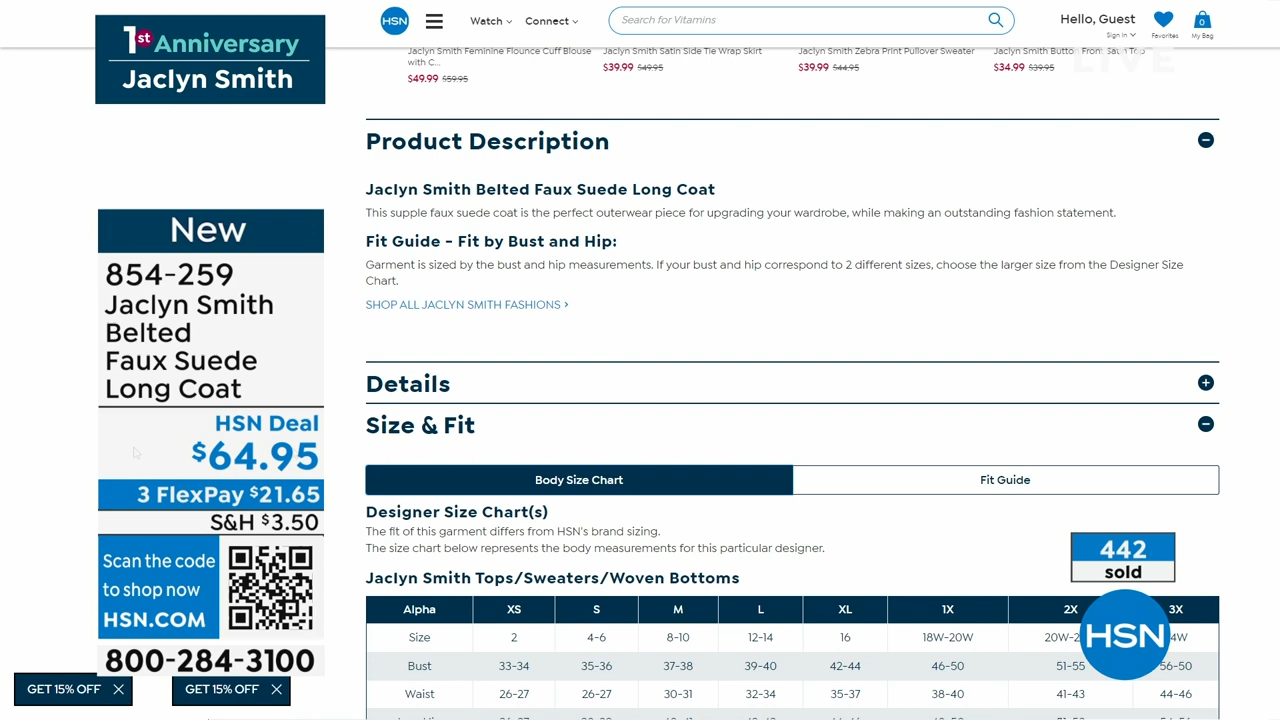 1st Anniversary
Jaclyn Smith
HSN
Watch
Connect
Search for Vitamins
Hello, Guest
Sign In
Favorites
0
My Bag
LIVE
Jaclyn Smith Feminine Flounce Cuff Blouse
with C...
$49.99 $59.95
Jaclyn Smith Satin Side Tie Wrap Skirt
$39.99 $49.95
Jaclyn Smith Zebra Print Pullover Sweater
$39.99 $44.95
Jaclyn Smith Button Front Satin Top
$34.99 $39.95
Product Description
Jaclyn Smith Belted Faux Suede Long Coat
This supple faux suede coat is the perfect outerwear piece for upgrading your wardrobe, while making an outstanding fashion statement.
Fit Guide - Fit by Bust and Hip:
Garment is sized by the bust and hip measurements. If your bust and hip correspond to 2 different sizes, choose the larger size from the Designer Size
Chart.
SHOP ALL JACLYN SMITH FASHIONS >
New
854-259
Jaclyn Smith
Belted
Faux Suede
Long Coat
HSN Deal
$64.95
3 FlexPay $21.65
S&H $3.50
Scan the code
to shop now
HSN.COM
800-284-3100
GET 15% OFF
GET 15% OFF
Details
Size & Fit
Body Size Chart
Fit Guide
Designer Size Chart(s)
The fit of this garment differs from HSN's brand sizing.
The size chart below represents the body measurements for this particular designer.
442
sold
Jaclyn Smith Tops/Sweaters/Woven Bottoms
Alpha XS S M L XL 1X 2X 3X
Size 2 4-6 8-10 12-14 16 18W-20W
Bust 33-34 35-36 37-38 39-40 42-44 46-50 51-55 56-50
Waist 26-27 26-27 30-31 32-34 35-37 38-40 41-43 44-46
HSN